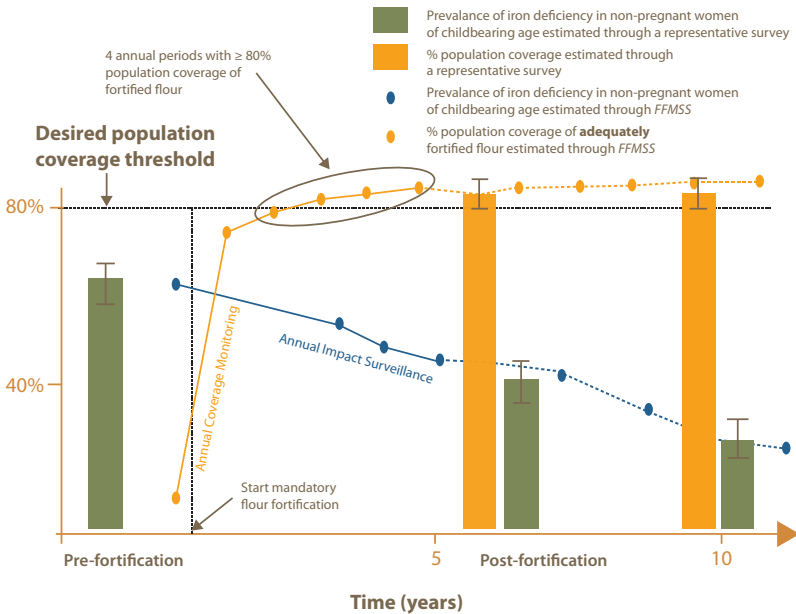 Prevalance of iron deficiency in non-pregnant women
of childbearing age estimated through a representative survey
% population coverage estimated through
a representative survey
Prevalance of iron deficiency in non-pregnant women
of childbearing age estimated through FFMSS
% population coverage of adequately
fortified flour estimated through FFMSS
4 annual periods with ≥ 80%
population coverage of
fortified flour
Desired population
coverage threshold
80%
40%
Annual Coverage Monitoring
Annual Impact Surveillance
Start mandatory
flour fortification
Pre-fortification
5
Post-fortification
10
Time (years)